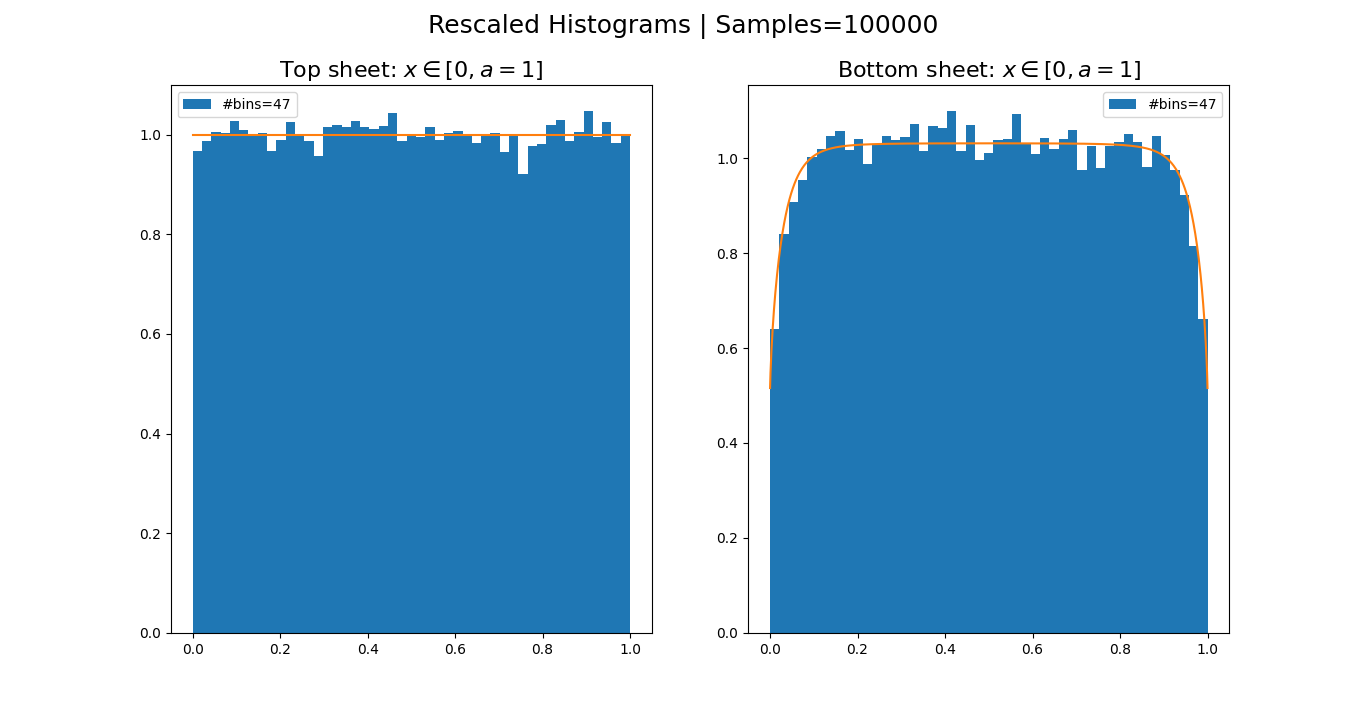 Rescaled Histograms | Samples=100000
Top sheet: x ∈ [0, a = 1]
#bins=47
1.0
0.8
0.6
0.4
0.2
0.0
0.0 0.2 0.4 0.6 0.8 1.0
Bottom sheet: x ∈ [0, a = 1]
#bins=47
1.0
0.8
0.6
0.4
0.2
0.0
0.0 0.2 0.4 0.6 0.8 1.0